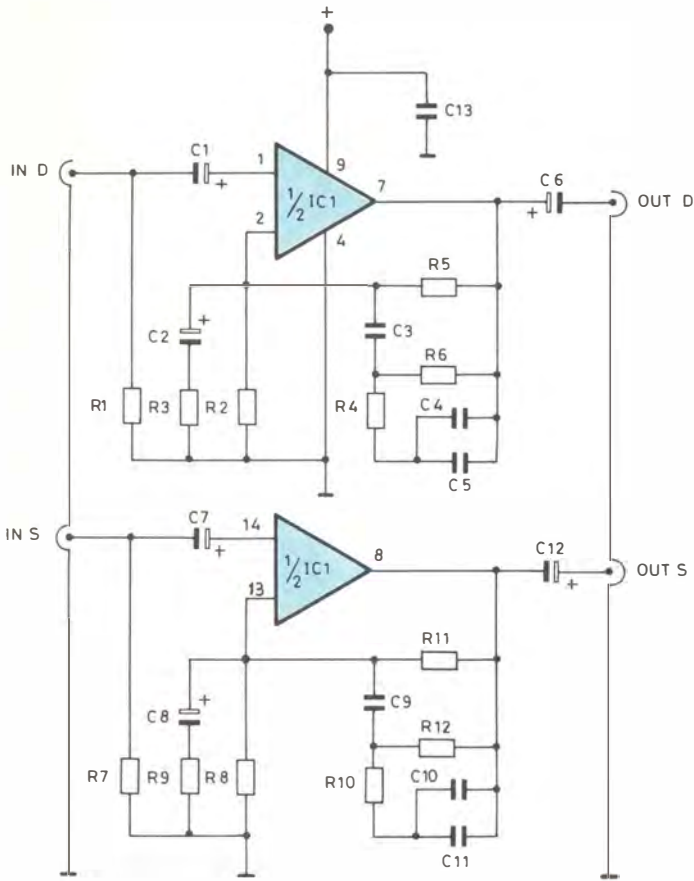 +
C13
C1
IN D
+
1
9
7
1/2 IC1
2
4
C6
+
OUT D
R5
C2
+
C3
R6
R1
R3
R2
R4
C4
C5
IN S
C7
+
14
1/2 IC1
8
13
C12
+
OUT S
R11
C8
+
C9
R12
R7
R9
R8
R10
C10
C11